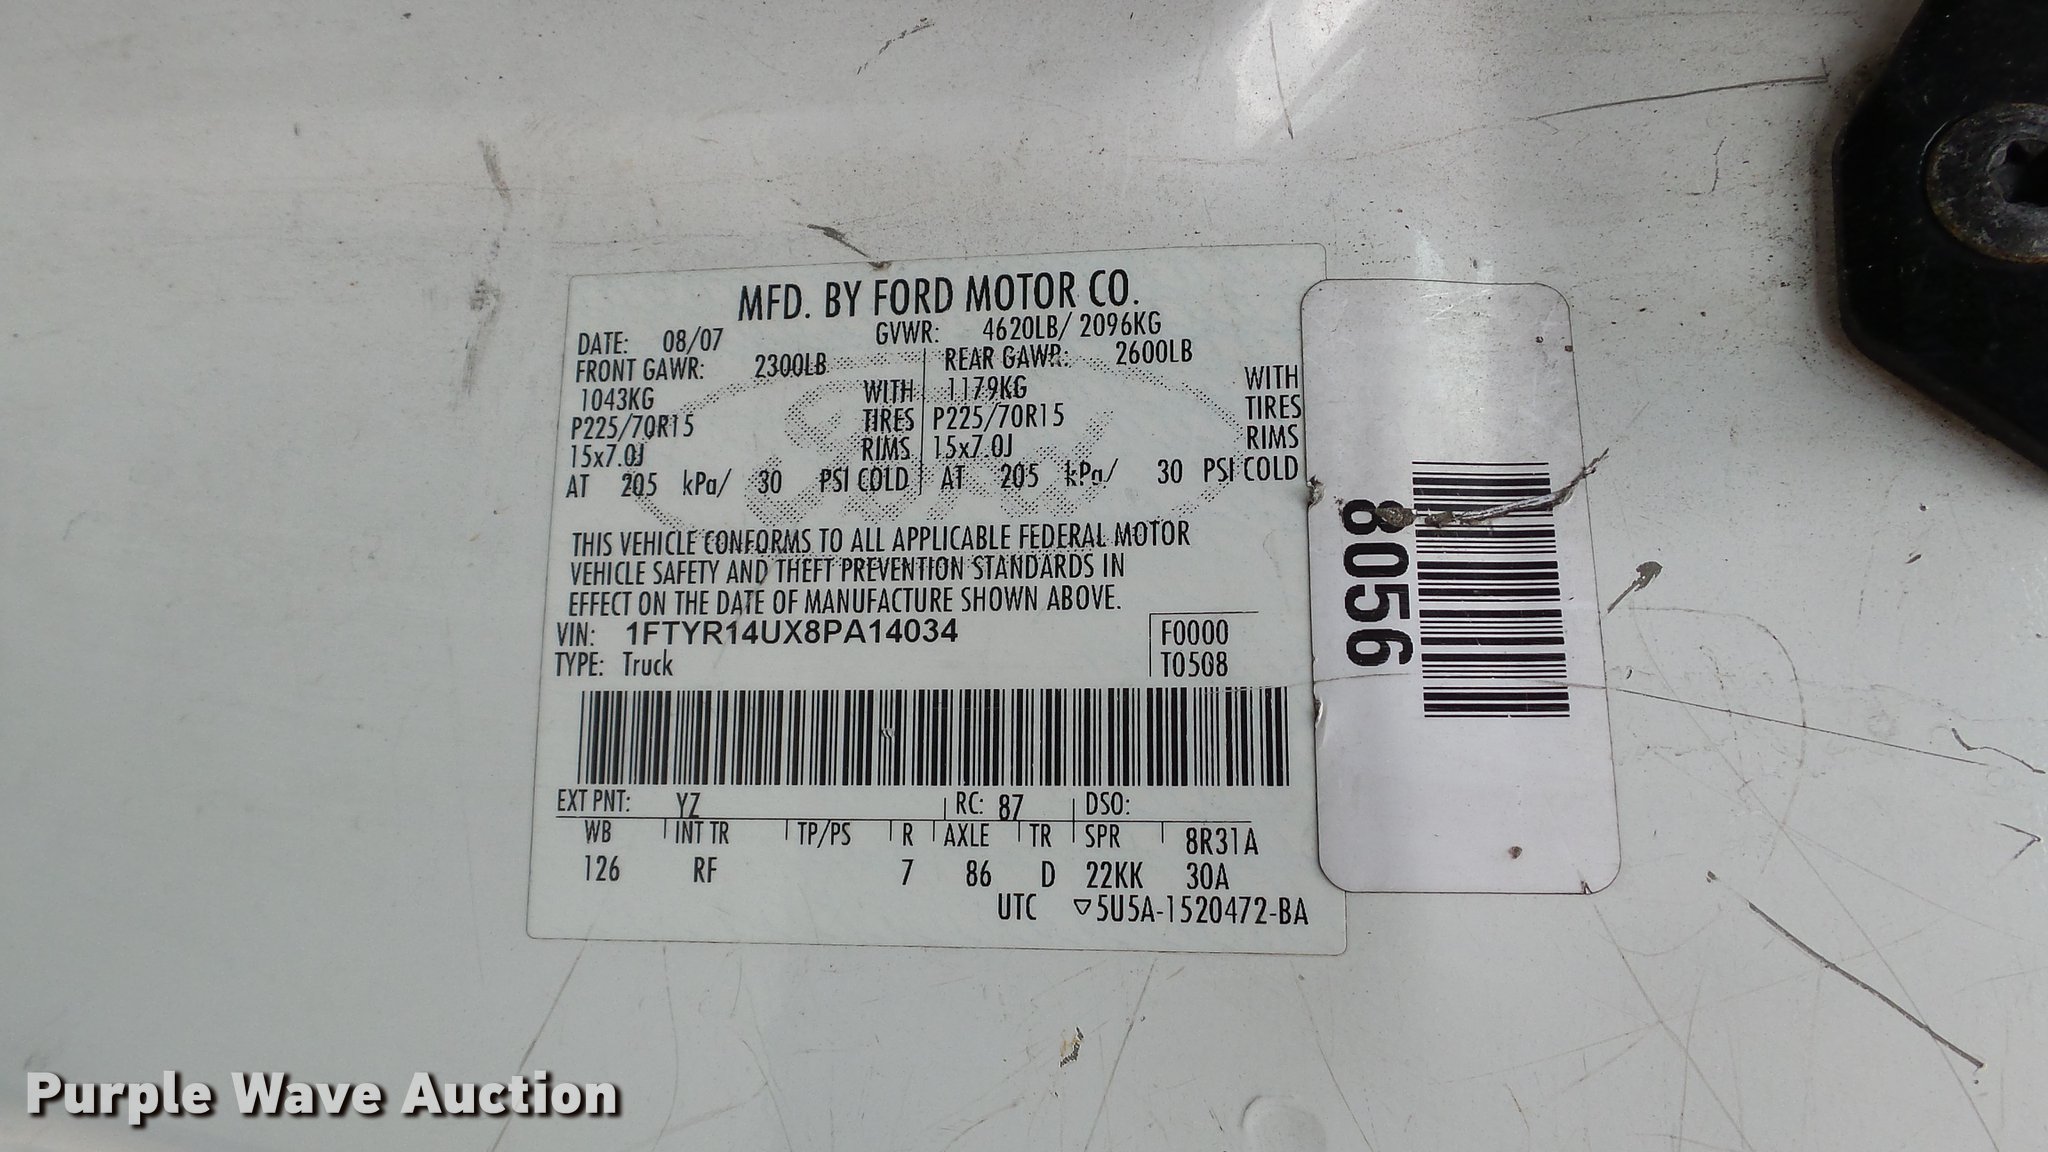 MFD. BY FORD MOTOR CO.
DATE: 08/07 GVWR: 4620LB/ 2096KG
FRONT GAWR: 2300LB REAR GAWR: 2600LB
1043KG WITH 1179KG WITH
P225/70R15 TIRES P225/70R15 TIRES
15x7.0J RIMS 15x7.0J RIMS
AT 205 kPa/ 30 PSI COLD AT 205 kPa/ 30 PSI COLD
THIS VEHICLE CONFORMS TO ALL APPLICABLE FEDERAL MOTOR
VEHICLE SAFETY AND THEFT PREVENTION STANDARDS IN
EFFECT ON THE DATE OF MANUFACTURE SHOWN ABOVE.
VIN: 1FTYR14UX8PA14034 F0000
TYPE: Truck T0508
EXT PNT: YZ RC: 87 DSO:
WB INT TR TP/PS R AXLE TR SPR 8R31A
126 RF 7 86 D 22KK 30A
UTC ▽5U5A-1520472-BA
8056
Purple Wave Auction